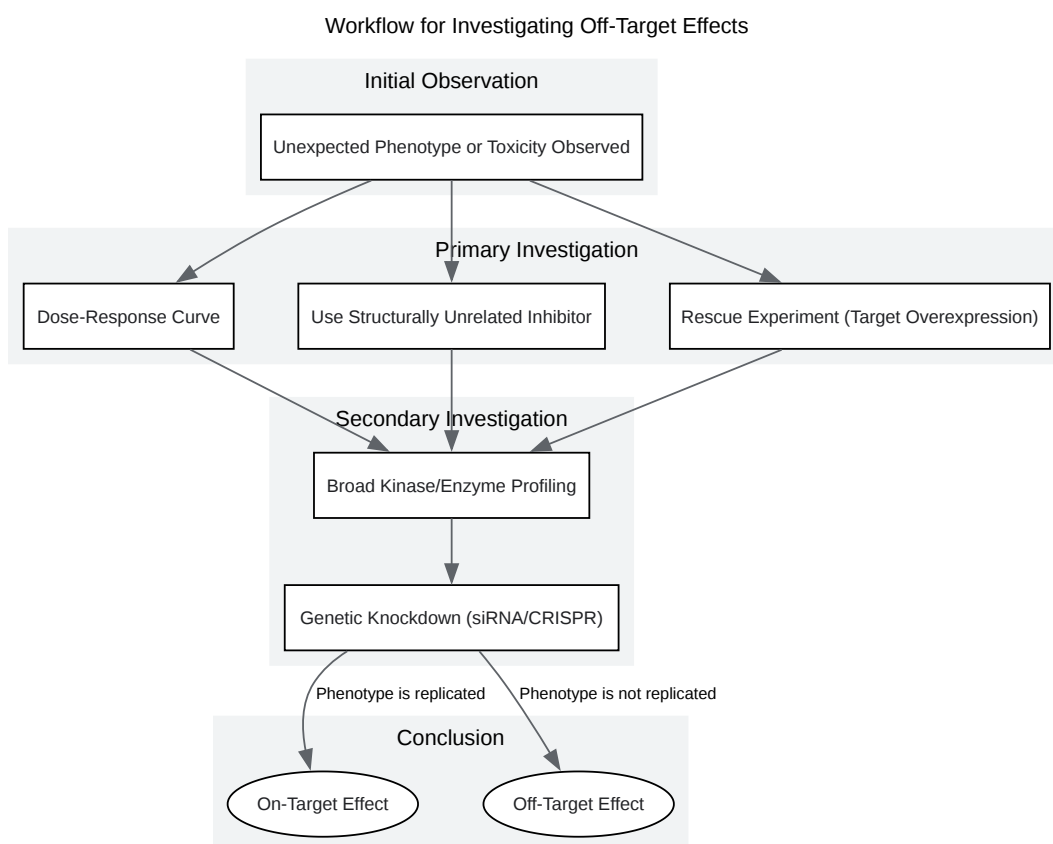 Workflow for Investigating Off-Target Effects
Initial Observation
Unexpected Phenotype or Toxicity Observed
Primary Investigation
Dose-Response Curve
Use Structurally Unrelated Inhibitor
Rescue Experiment (Target Overexpression)
Secondary Investigation
Broad Kinase/Enzyme Profiling
Genetic Knockdown (siRNA/CRISPR)
Phenotype is replicated
Phenotype is not replicated
Conclusion
On-Target Effect
Off-Target Effect